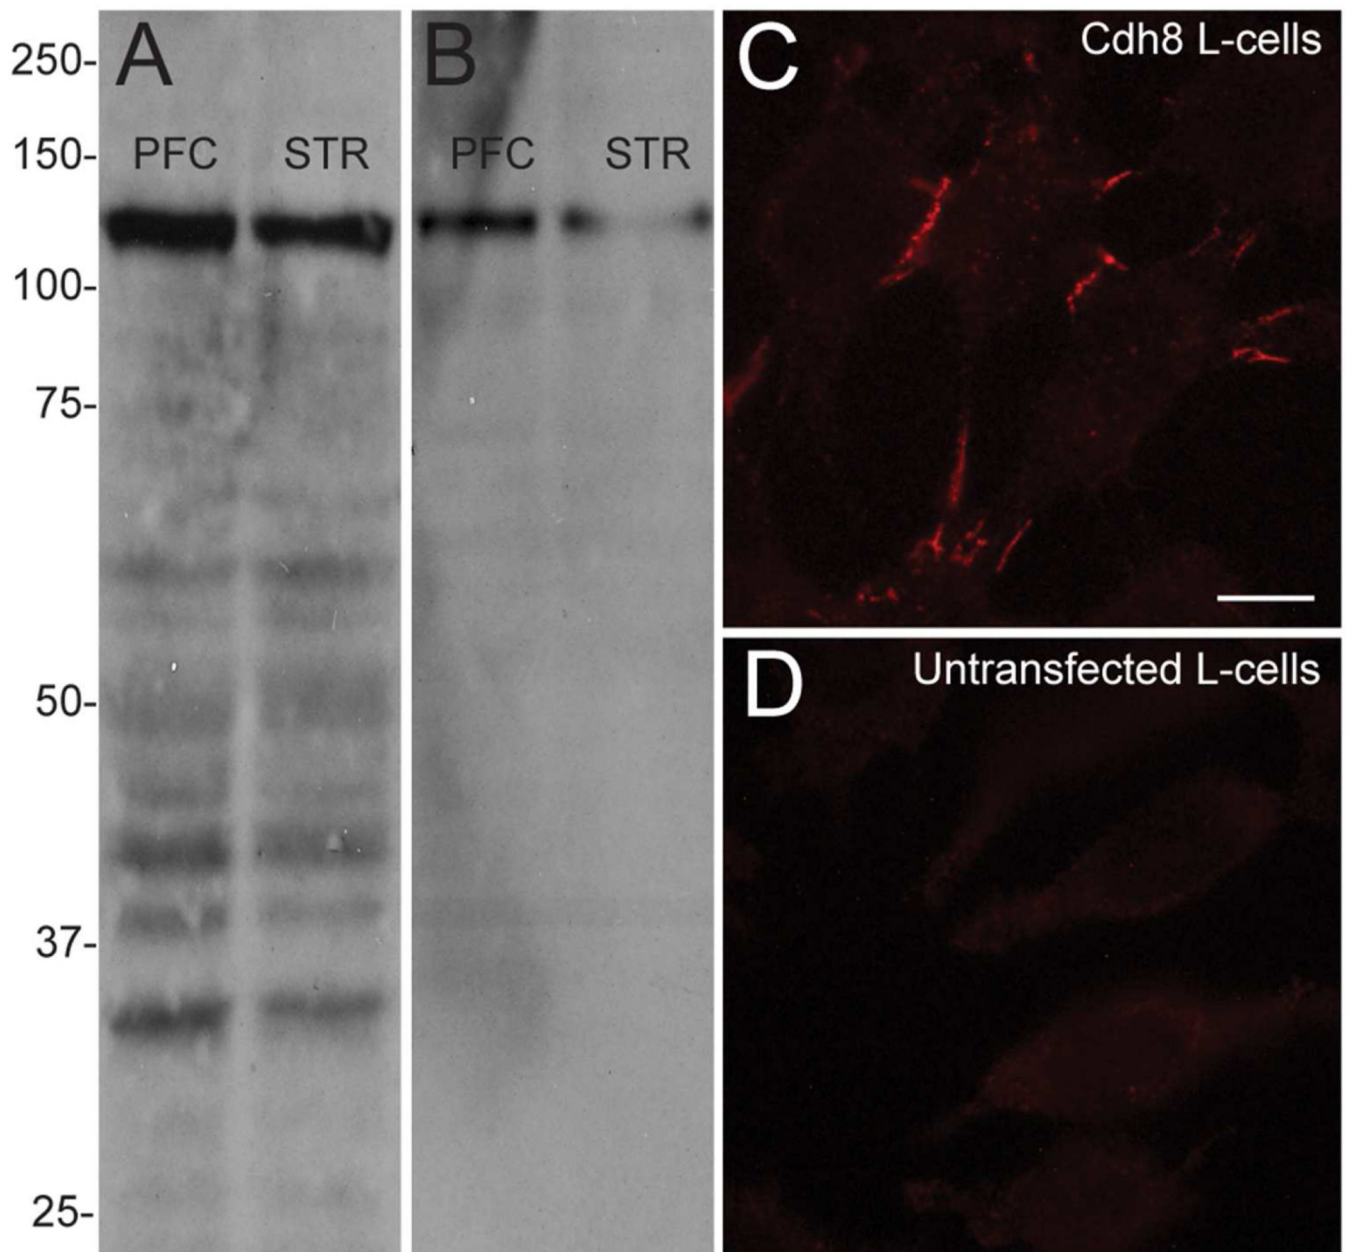 250-
150-
100-
75-
50-
37-
25-
A
PFC STR
B
PFC STR
C
Cdh8 L-cells
D
Untransfected L-cells